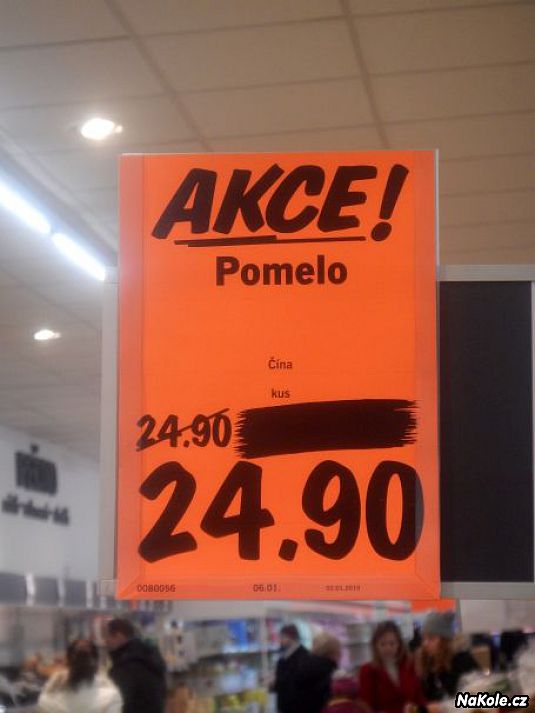 AKCE!
Pomelo
Čína
kus
24.90
24.90
0080056 06.01.
NaKole.cz